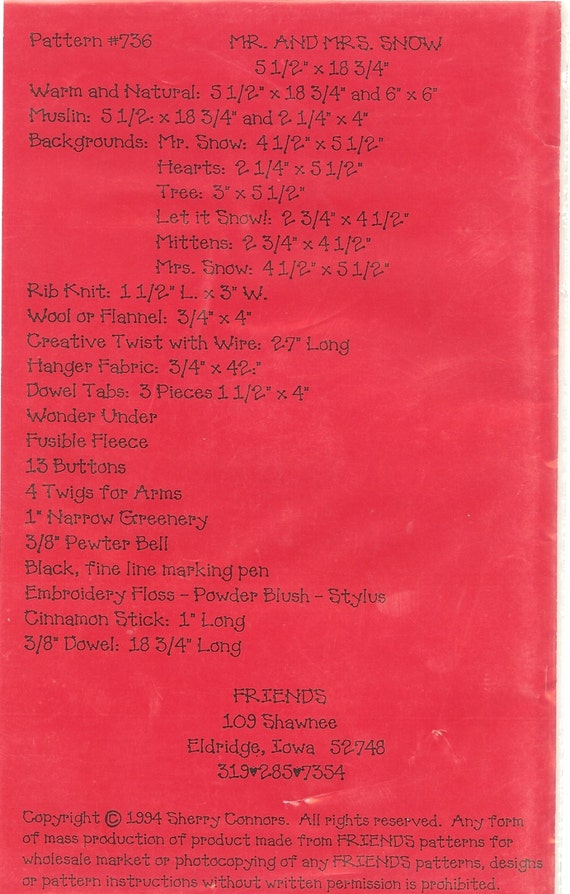 Pattern #736 MR. AND MRS. SNOW
5 1/2" x 18 3/4"
Warm and Natural: 5 1/2" x 18 3/4" and 6" x 6"
Muslin: 5 1/2: x 18 3/4" and 2 1/4" x 4"
Backgrounds: Mr. Snow: 4 1/2" x 5 1/2"
Hearts: 2 1/4" x 5 1/2"
Tree: 3" x 5 1/2"
Let it Snow!: 2 3/4" x 4 1/2"
Mittens: 2 3/4" x 4 1/2"
Mrs. Snow: 4 1/2" x 5 1/2"
Rib Knit: 1 1/2" L. x 3" W.
Wool or Flannel: 3/4" x 4"
Creative Twist with Wire: 27" Long
Hanger Fabric: 3/4" x 42:"
Dowel Tabs: 3 Pieces 1 1/2" x 4"
Wonder Under
Fusible Fleece
13 Buttons
4 Twigs for Arms
1" Narrow Greenery
3/8" Pewter Bell
Black, fine line marking pen
Embroidery Floss - Powder Blush - Stylus
Cinnamon Stick: 1" Long
3/8" Dowel: 18 3/4" Long
FRIENDS
109 Shawnee
Eldridge, Iowa 52748
319♥285♥7354
Copyright © 1994 Sherry Connors. All rights reserved. Any form
of mass production of product made from FRIENDS patterns for
wholesale market or photocopying of any FRIENDS patterns, designs
or pattern instructions without written permission is prohibited.